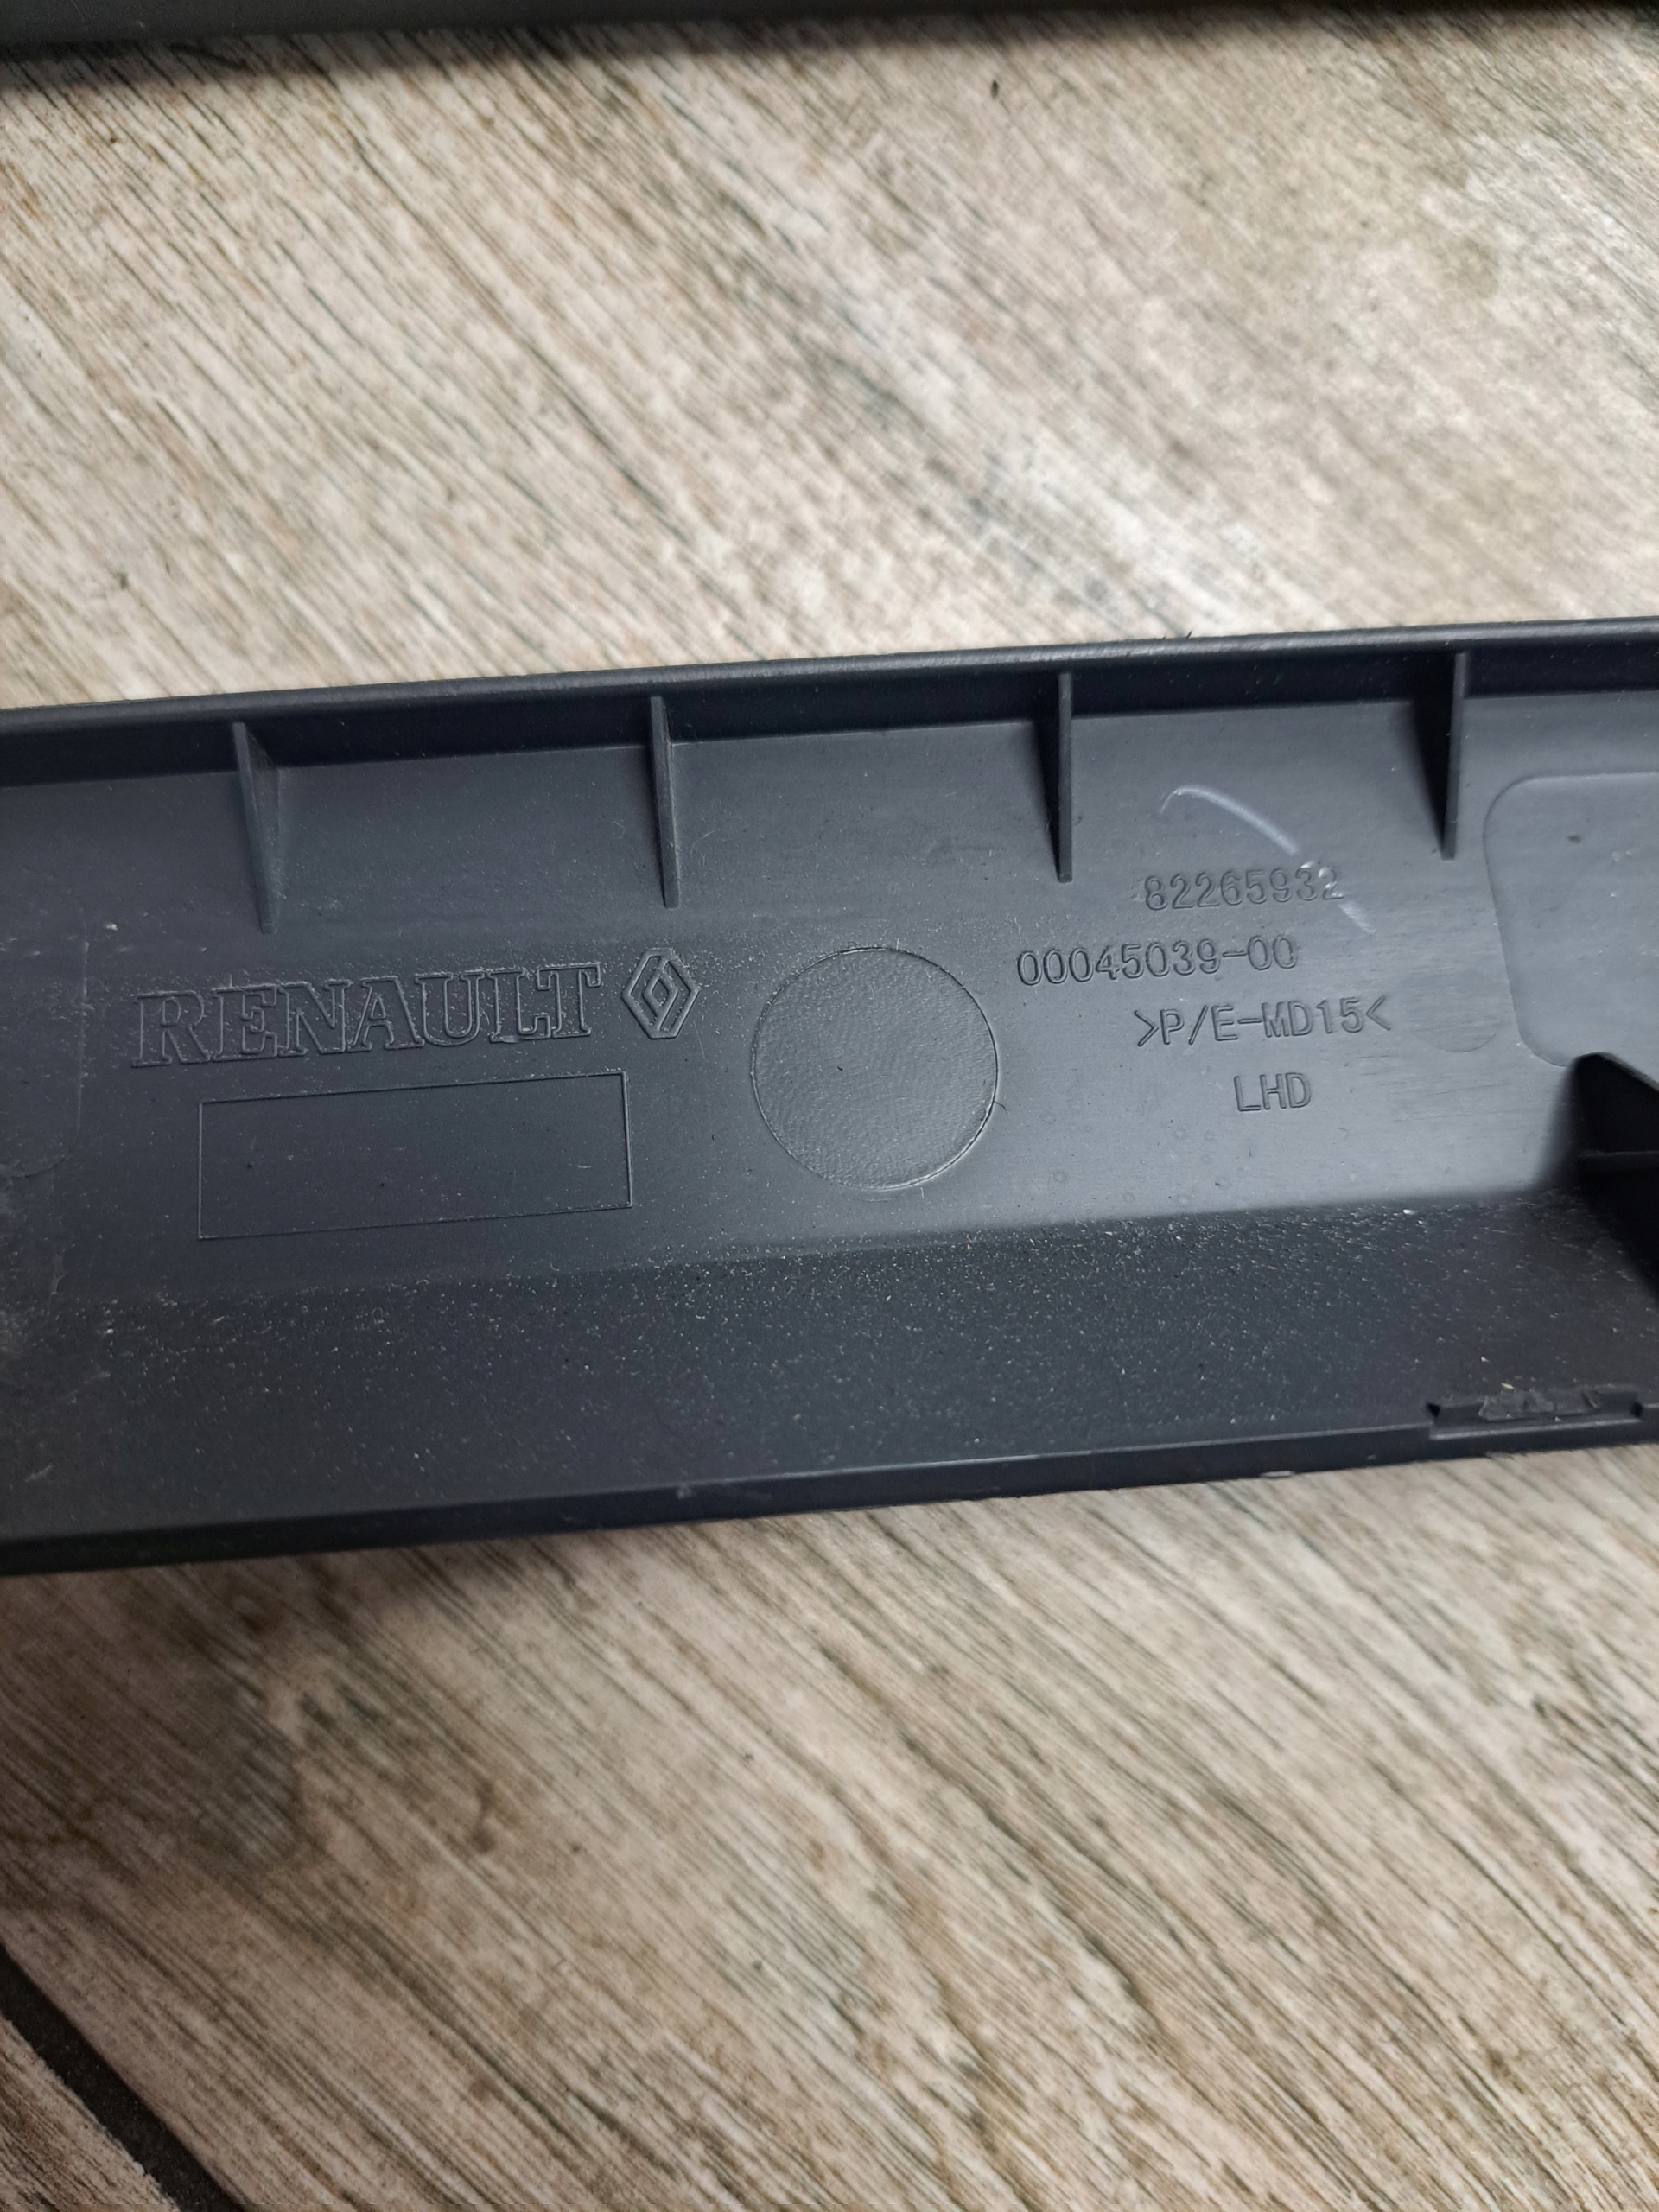 RENAULT
82265932
00045039-00
>P/E-MD15<
LHD